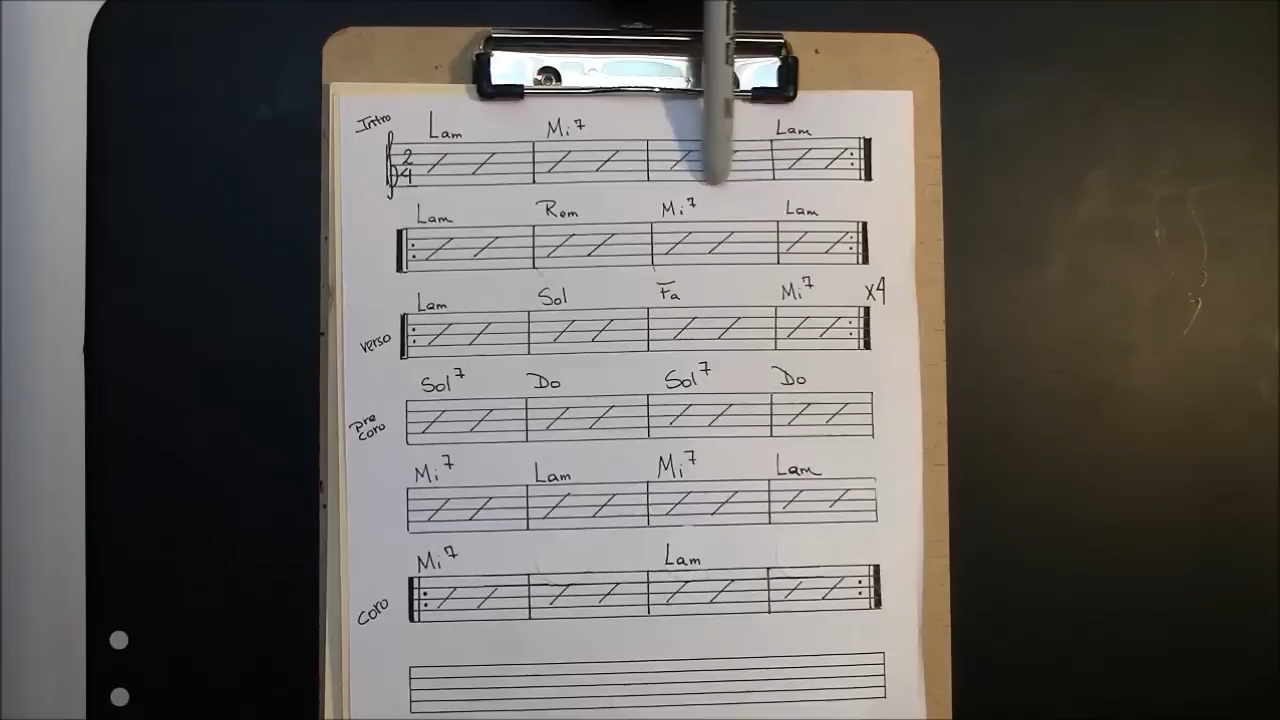 Intro
Lam Mi7 Lam
2
4
Lam Rem Mi7 Lam
Lam Sol Fa Mi7 x4
verso
Sol7 Do Sol7 Do
pre
coro
Mi7 Lam Mi7 Lam
Mi7 Lam
coro